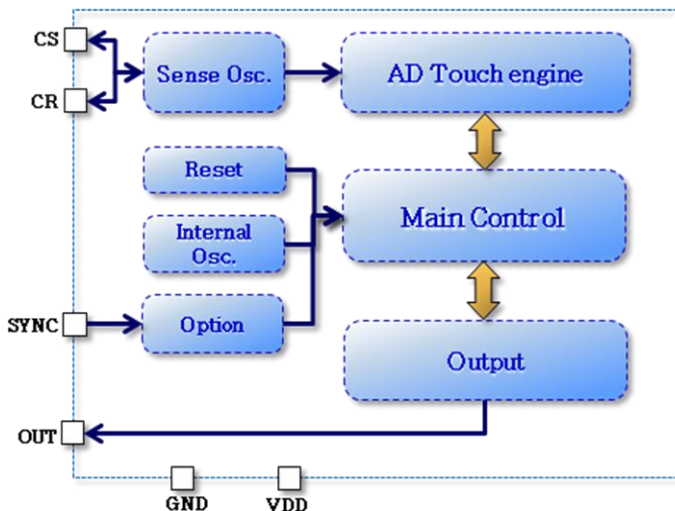 CS
Sense Osc.
AD Touch engine
CR
Reset
Main Control
Internal
Osc.
SYNC
Option
Output
OUT
GND
VDD